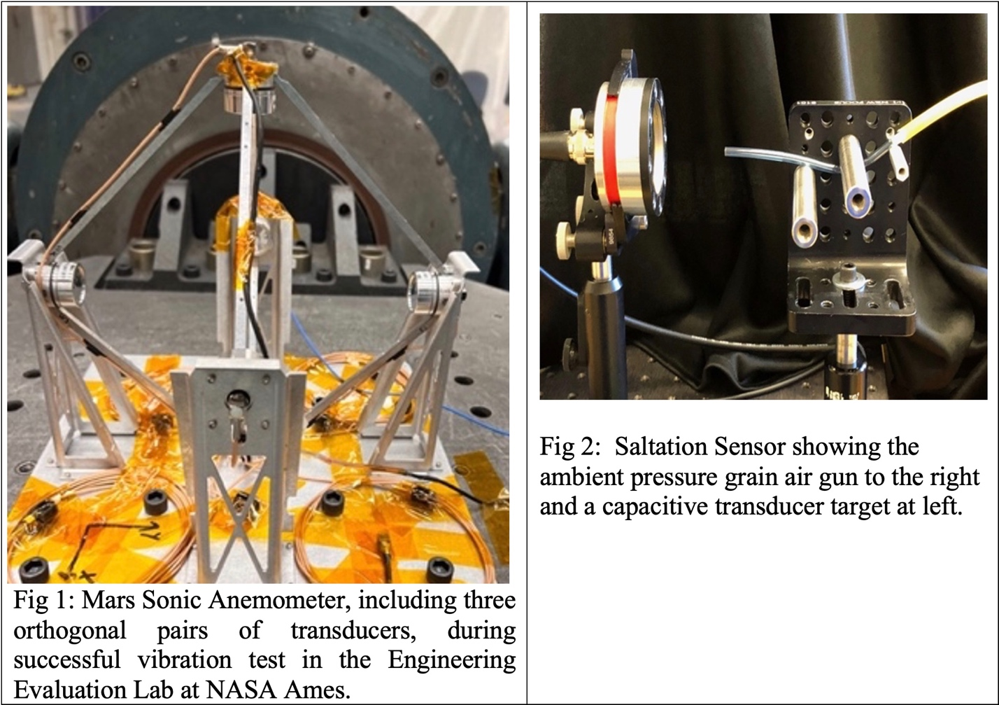 Fig 1: Mars Sonic Anemometer, including three
orthogonal pairs of transducers, during
successful vibration test in the Engineering
Evaluation Lab at NASA Ames.
Fig 2: Saltation Sensor showing the
ambient pressure grain air gun to the right
and a capacitive transducer target at left.